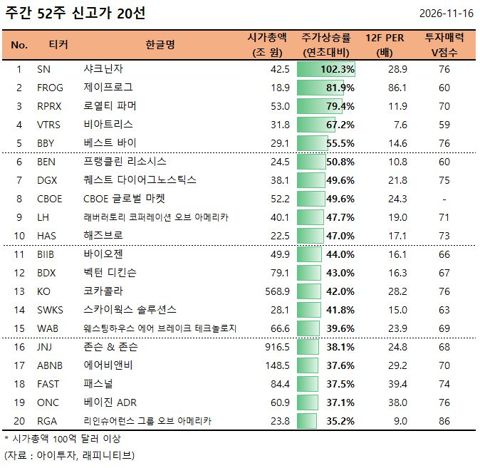 주간 52주 신고가 20선 2026-11-16
No. 티커 한글명 시가총액 (조 원) 주가상승률 (연초대비) 12F PER (배) 투자매력 V점수
1 SN 샤크닌자 42.5 102.3% 28.9 76
2 FROG 제이프로그 18.9 81.9% 86.1 60
3 RPRX 로열티 파머 53.0 79.4% 11.9 70
4 VTRS 비아트리스 31.8 67.2% 7.6 59
5 BBY 베스트 바이 29.1 55.5% 14.6 76
6 BEN 프랭클린 리소시스 24.5 50.8% 10.8 60
7 DGX 퀘스트 다이어그노스틱스 38.1 49.6% 21.8 75
8 CBOE CBOE 글로벌 마켓 52.2 49.6% 24.3 -
9 LH 래버러토리 코퍼레이션 오브 아메리카 40.1 47.7% 19.0 71
10 HAS 해즈브로 22.5 47.0% 17.1 73
11 BIIB 바이오젠 49.9 44.0% 16.1 66
12 BDX 벡턴 디킨슨 79.1 43.0% 16.3 67
13 KO 코카콜라 568.9 42.0% 28.2 76
14 SWKS 스카이웍스 솔루션스 28.1 41.8% 15.0 63
15 WAB 웨스팅하우스 에어 브레이크 테크놀로지 66.6 39.6% 23.9 69
16 JNJ 존슨 & 존슨 916.5 38.1% 24.8 68
17 ABNB 에어비앤비 148.5 37.6% 29.2 70
18 FAST 패스널 84.4 37.5% 39.4 74
19 ONC 베이진 ADR 60.9 37.1% 38.0 76
20 RGA 리인슈어런스 그룹 오브 아메리카 23.8 35.2% 9.0 86
* 시가총액 100억 달러 이상
(자료 : 아이투자, 래피니티브)